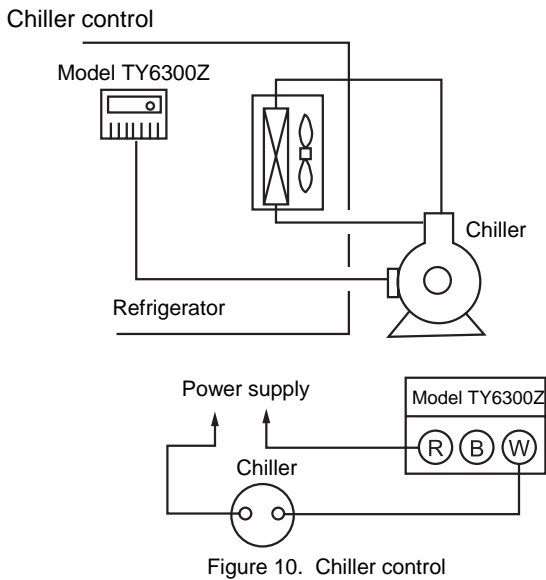 Chiller control
Model TY6300Z
Chiller
Refrigerator
Power supply
Model TY6300Z
R B W
Chiller
Figure 10. Chiller control